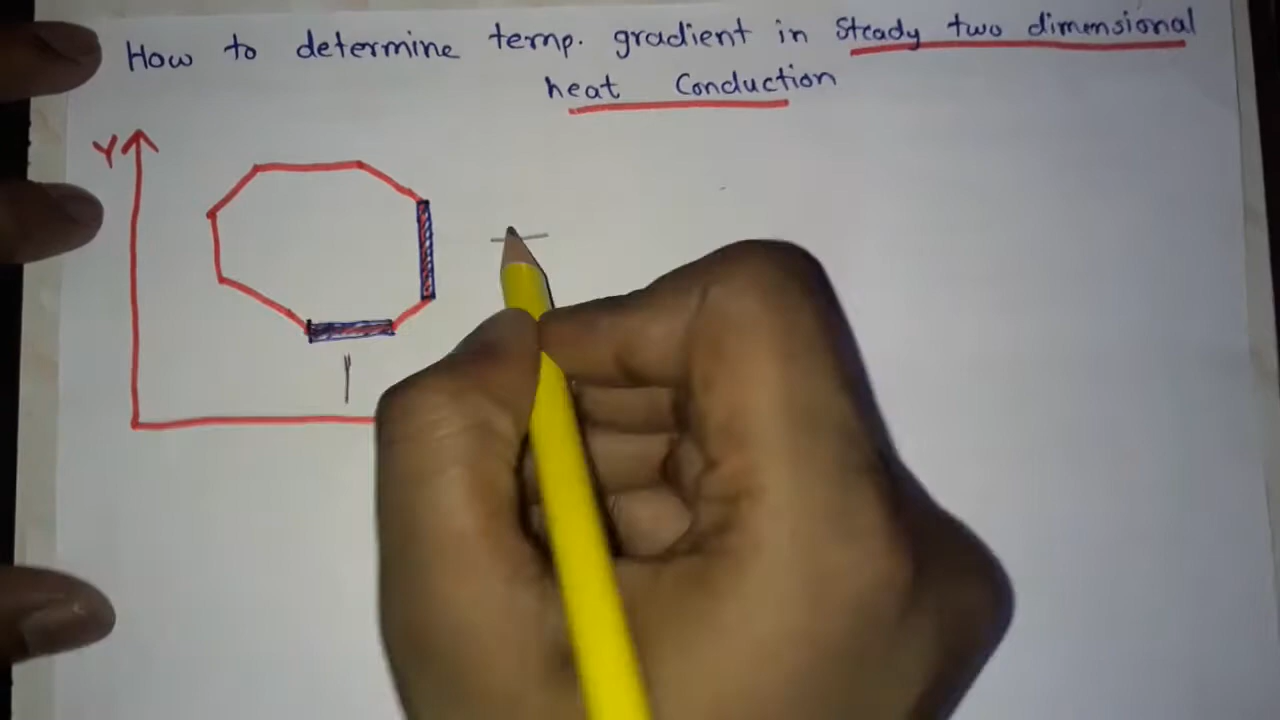 How to determine temp. gradient in Steady two dimensional
heat Conduction
Y